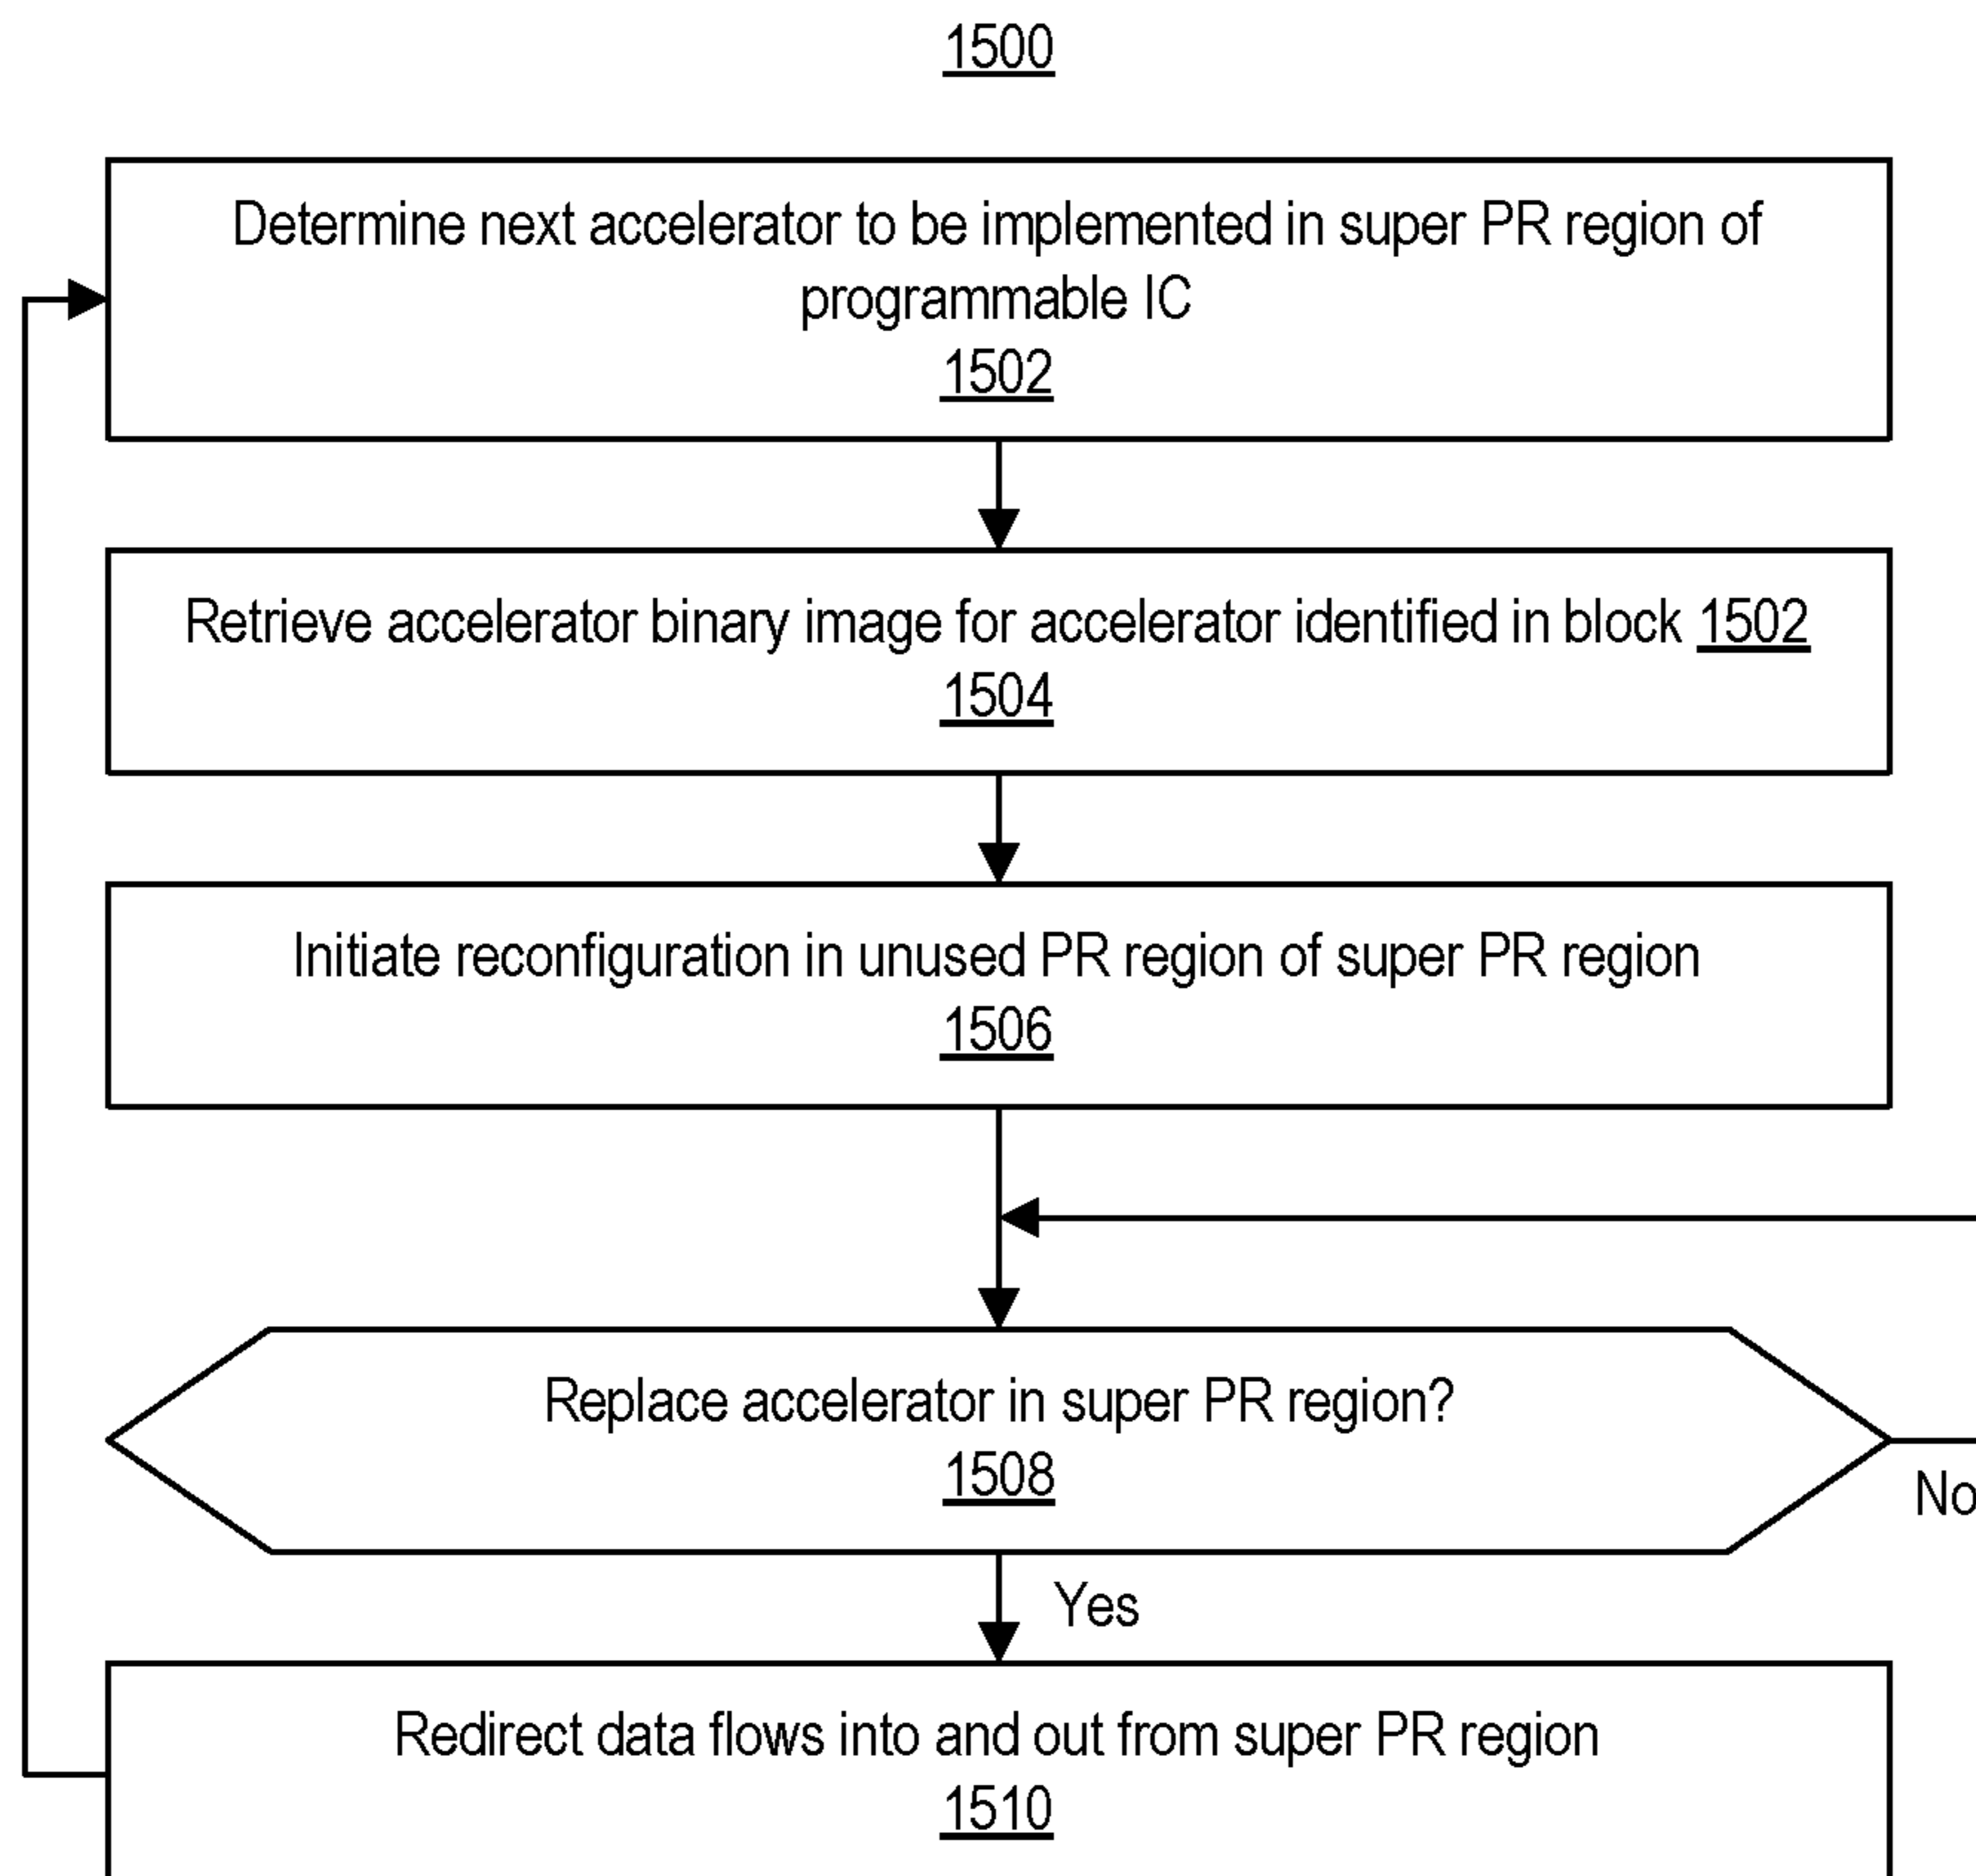 1500
Determine next accelerator to be implemented in super PR region of
programmable IC
1502
Retrieve accelerator binary image for accelerator identified in block 1502
1504
Initiate reconfiguration in unused PR region of super PR region
1506
Replace accelerator in super PR region?
1508
No
Yes
Redirect data flows into and out from super PR region
1510